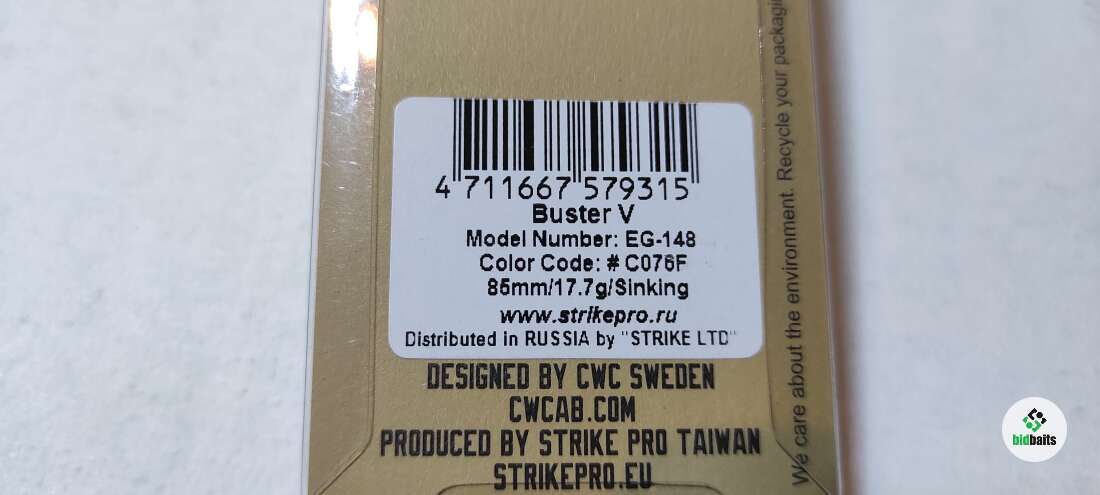 4 711667 579315
Buster V
Model Number: EG-148
Color Code: # C076F
85mm/17.7g/Sinking
www.strikepro.ru
Distributed in RUSSIA by "STRIKE LTD"
DESIGNED BY CWC SWEDEN
CWCAB.COM
PRODUCED BY STRIKE PRO TAIWAN
STRIKEPRO.EU
We care about the environment. Recycle your
bidbaits